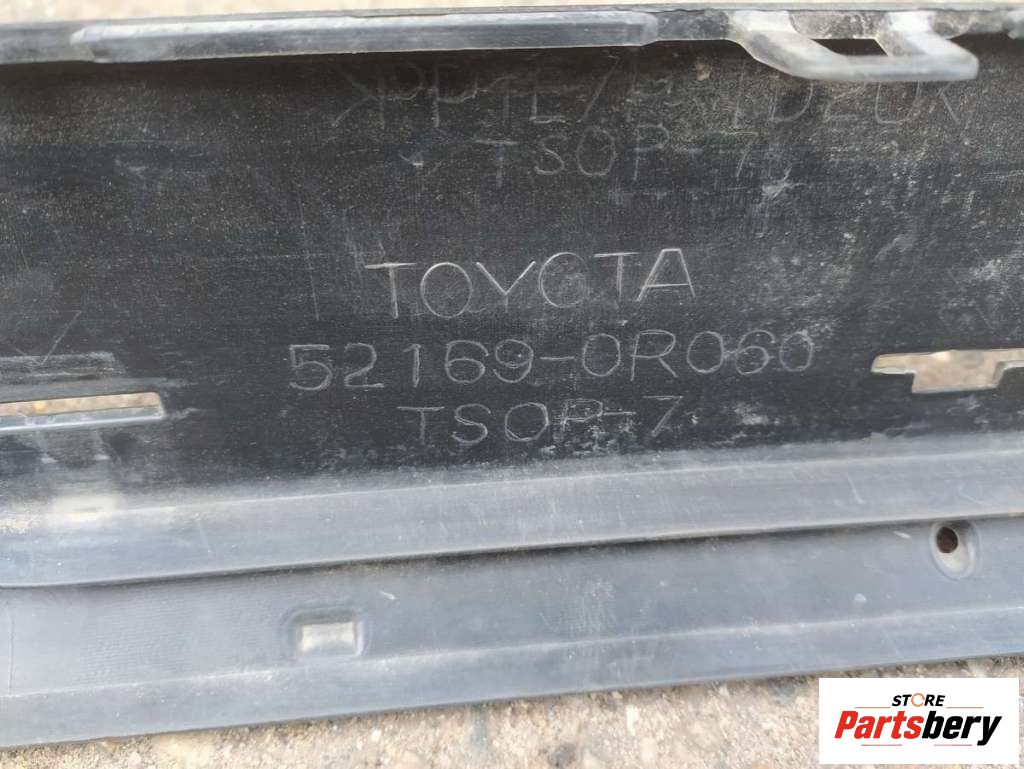 TSOP-7
TOYOTA
52169-0R060
TSOP-7
STORE
Partsbery